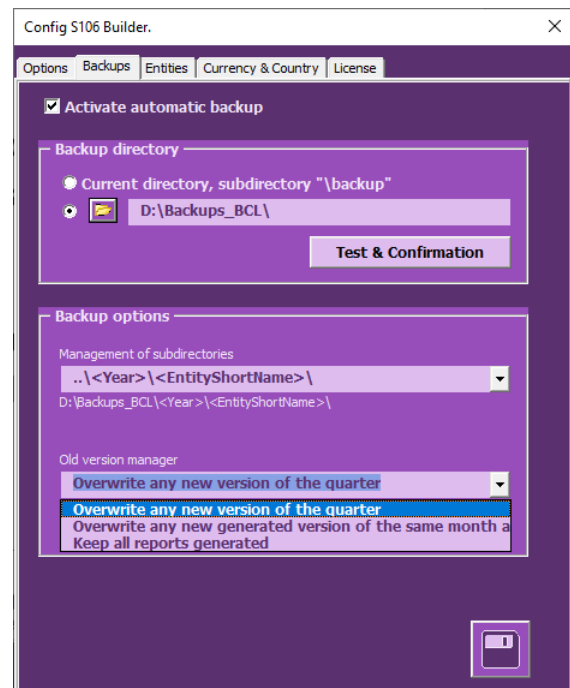 Config S106 Builder.
Options Backups Entities Currency & Country License
Activate automatic backup
Backup directory
Current directory, subdirectory "\backup"
D:\Backups_BCL\
Test & Confirmation
Backup options
Management of subdirectories
..\<Year>\<EntityShortName>\
D:\Backups_BCL\<Year>\<EntityShortName>\
Old version manager
Overwrite any new version of the quarter
Overwrite any new version of the quarter
Overwrite any new generated version of the same month a
Keep all reports generated